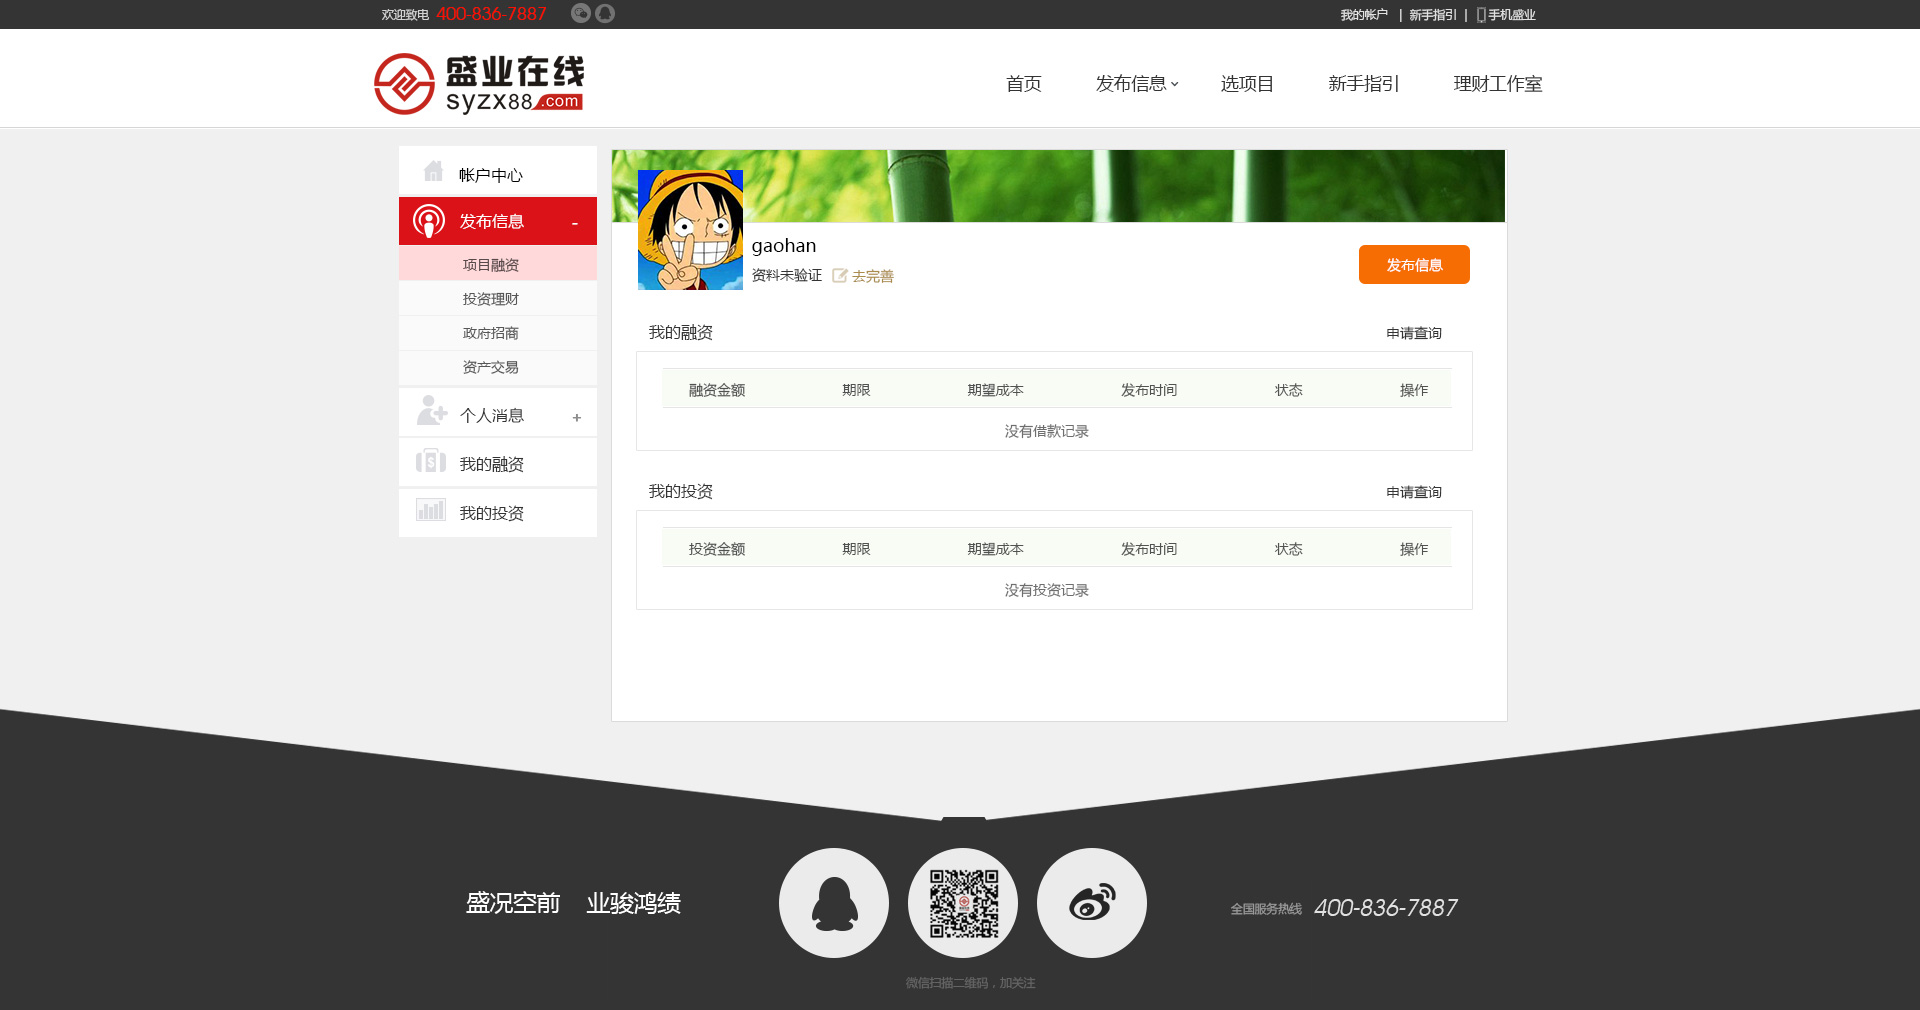 欢迎致电 400-836-7887
我的帐户 | 新手指引 | 手机盛业
盛业在线
syzx88.com
首页 发布信息 选项目 新手指引 理财工作室
帐户中心
发布信息 -
项目融资
投资理财
政府招商
资产交易
个人消息 +
我的融资
我的投资
gaohan
资料未验证 去完善
发布信息
我的融资 申请查询
融资金额 期限 期望成本 发布时间 状态 操作
没有借款记录
我的投资 申请查询
投资金额 期限 期望成本 发布时间 状态 操作
没有投资记录
盛况空前 业骏鸿绩
全国服务热线 400-836-7887
微信扫描二维码，加关注